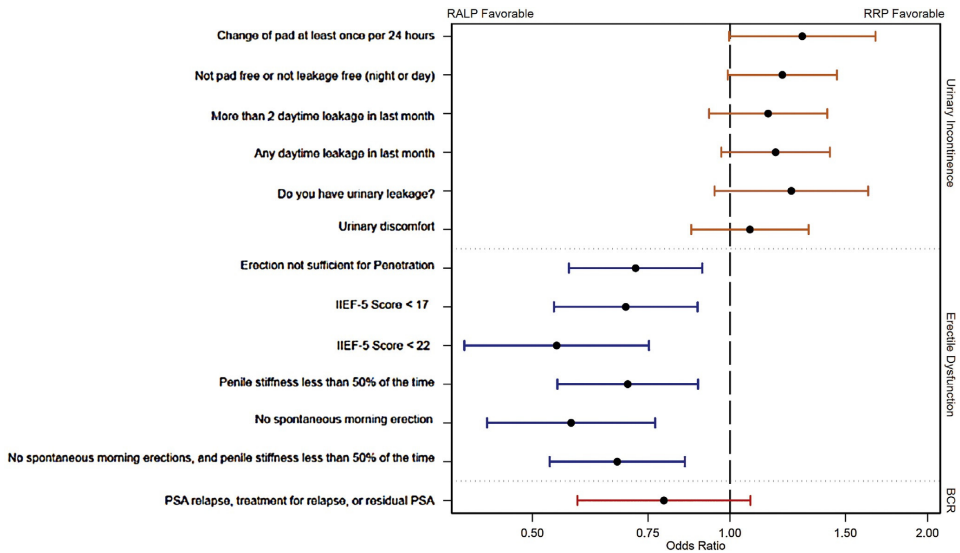 RALP Favorable
RRP Favorable
Change of pad at least once per 24 hours
Not pad free or not leakage free (night or day)
More than 2 daytime leakage in last month
Any daytime leakage in last month
Do you have urinary leakage?
Urinary discomfort
Urinary Incontinence
Erection not sufficient for Penetration
IIEF-5 Score < 17
IIEF-5 Score < 22
Penile stiffness less than 50% of the time
No spontaneous morning erection
No spontaneous morning erections, and penile stiffness less than 50% of the time
Erectile Dysfunction
PSA relapse, treatment for relapse, or residual PSA
BCR
0.50 0.75 1.00 1.50 2.00
Odds Ratio